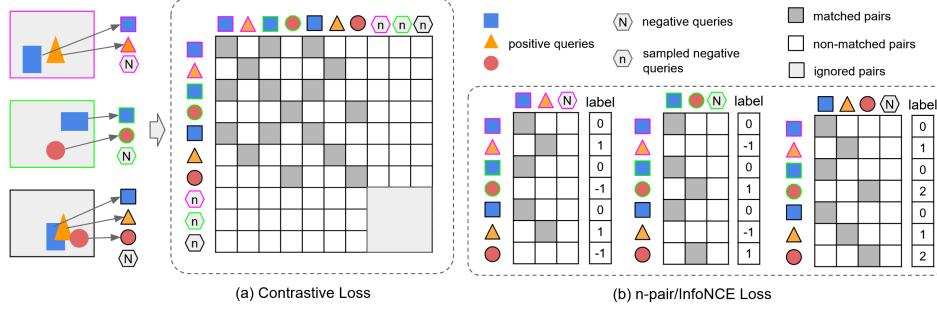 N
N
N
n n n
n
n
n
(a) Contrastive Loss
positive queries
N negative queries
n sampled negative
queries
matched pairs
non-matched pairs
ignored pairs
N label
0
1
0
-1
0
1
-1
N label
0
-1
0
1
0
-1
1
N label
0
1
0
2
0
1
2
(b) n-pair/InfoNCE Loss